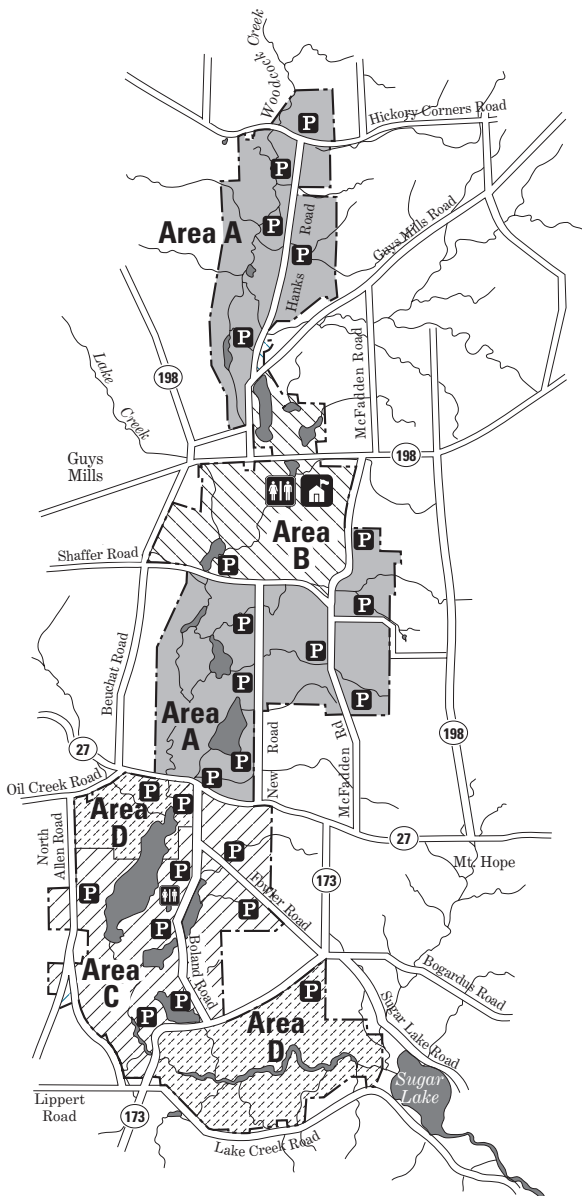 Woodcock Creek
Hickory Corners Road
P
P
Area A
P
Hanks Road
P
Guys Mills Road
P
Lake Creek
198
McFadden Road
Guys
Mills
198
Area
B
P
Shaffer Road
P
P
P
P
Beuchat Road
P
P
Area
A
New Road
McFadden Rd
198
27
P
P
Oil Creek Road
P
P
Area
D
North
Allen Road
27
Mt. Hope
P
P
173
P
P
Fowler Road
P
Boland Road
Area
C
Bogardus Road
P
P
P
Area
D
Sugar Lake Road
Sugar
Lake
Lippert
Road
173
Lake Creek Road